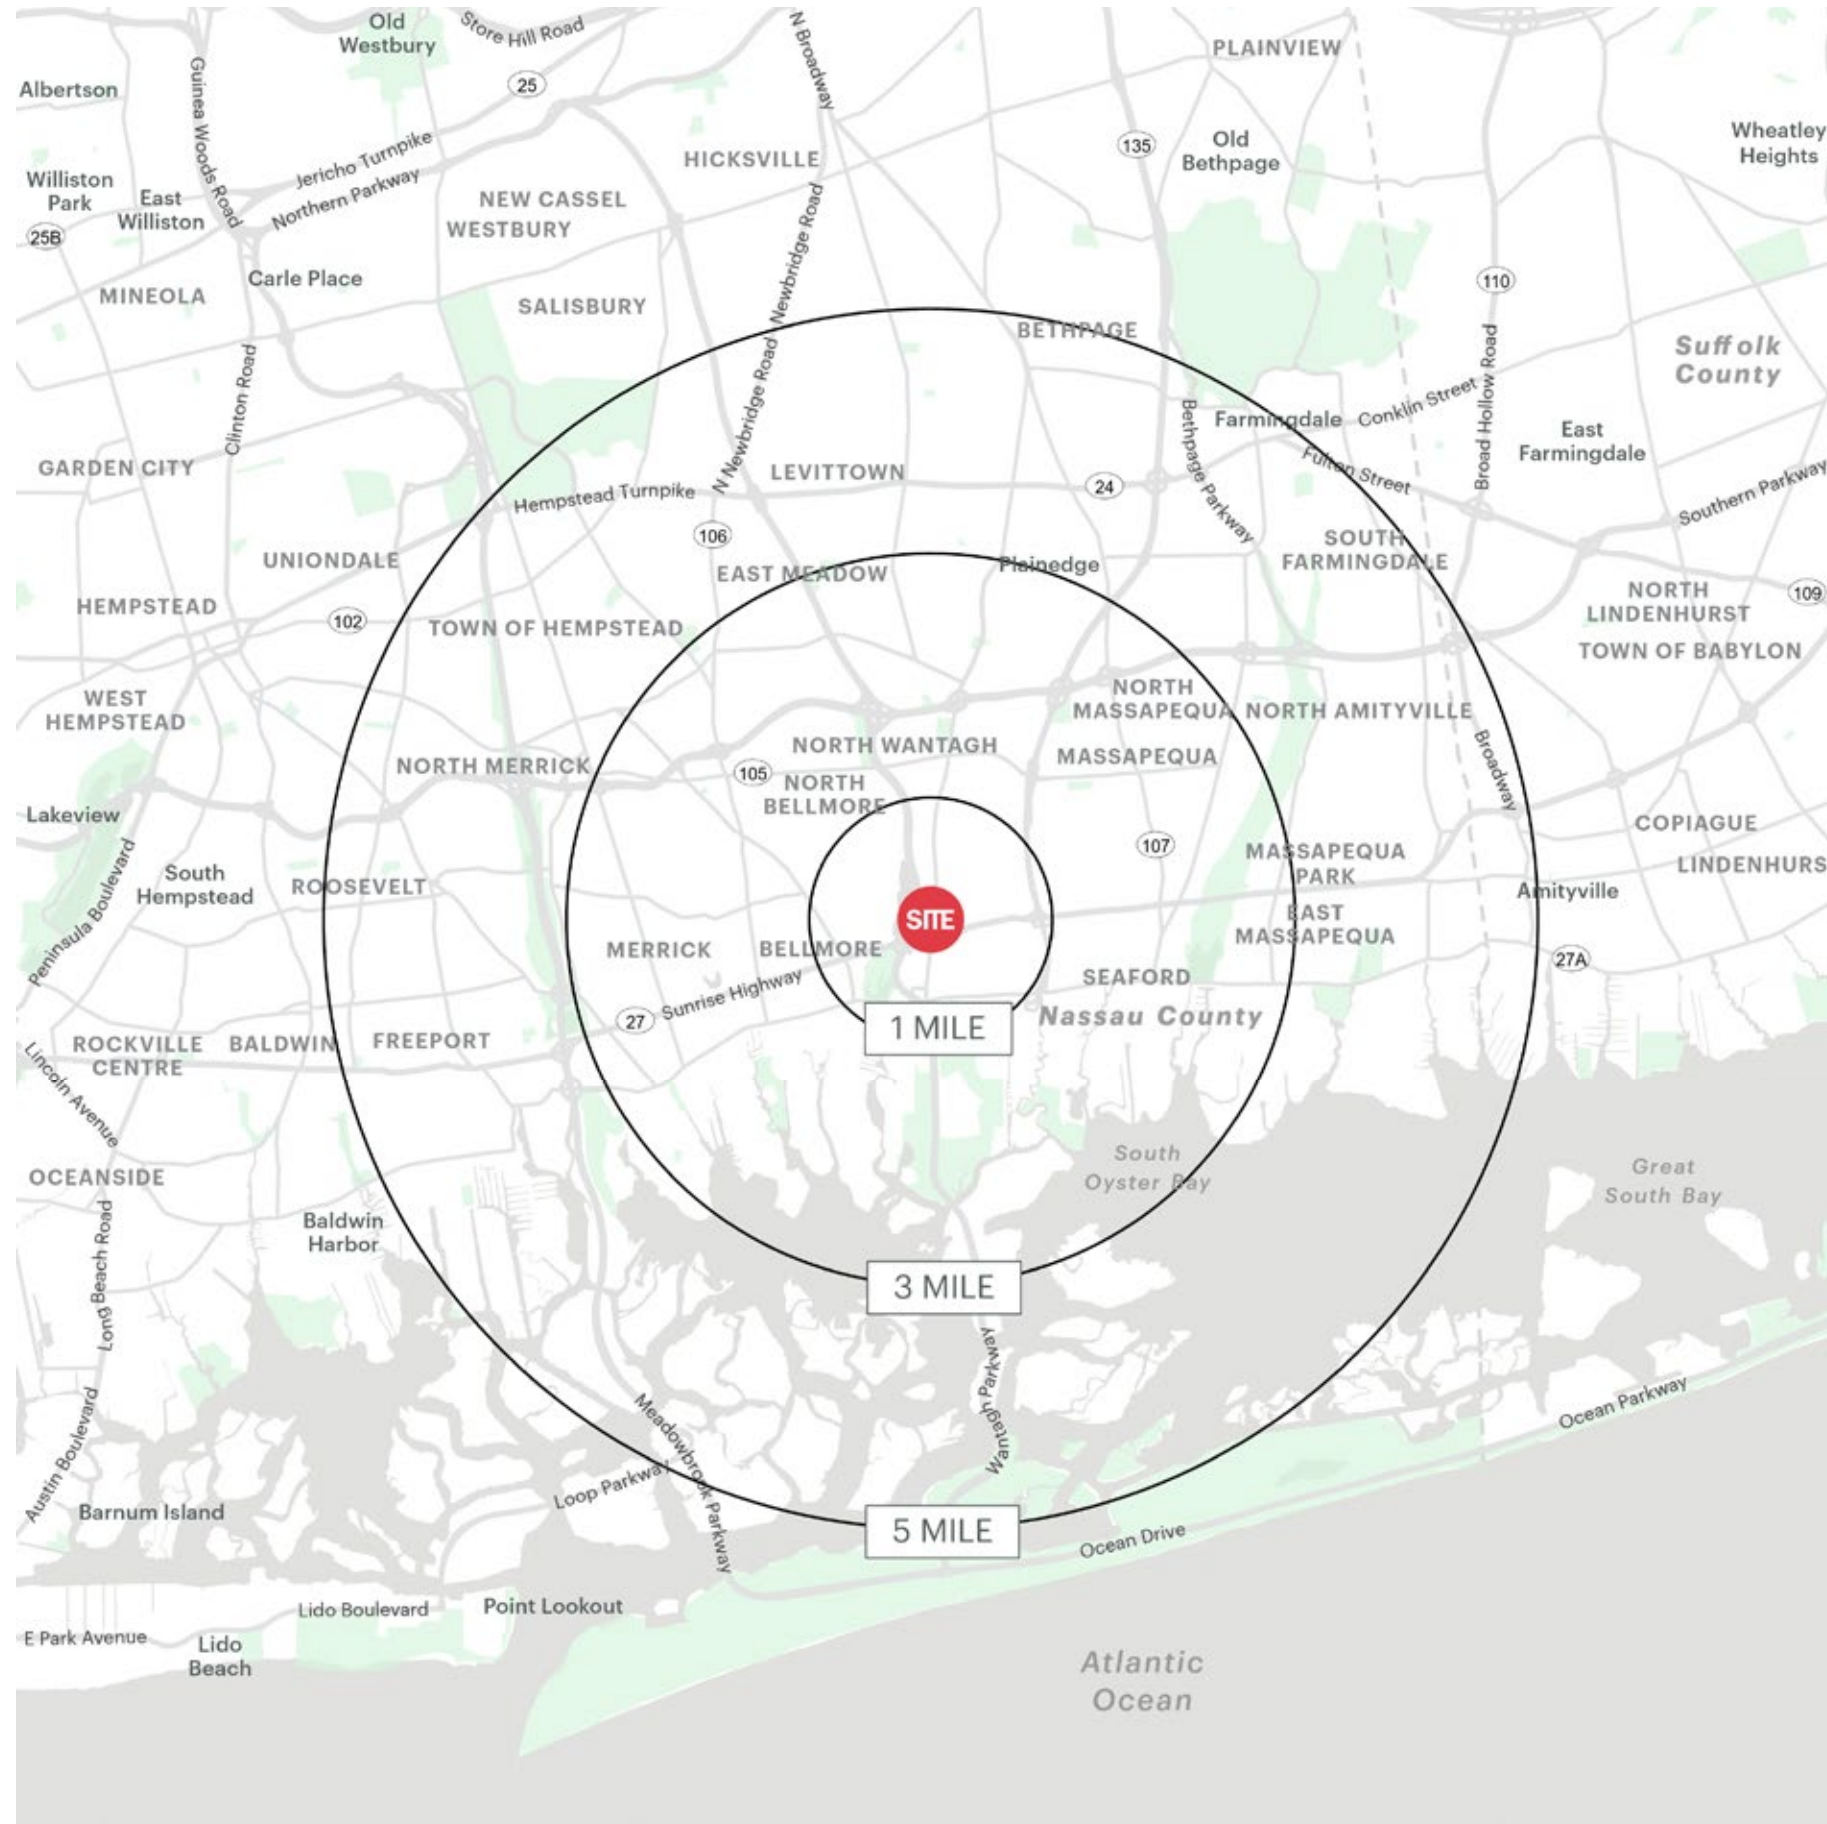 Old
Westbury
Store Hill Road
N Broadway
PLAINVIEW
Albertson
Guinea Woods Road
25
135
Old
Bethpage
Wheatley
Heights
Jericho Turnpike
HICKSVILLE
Williston
Park
East
Williston
Northern Parkway
NEW CASSEL
WESTBURY
25B
Newbridge Road
Carle Place
MINEOLA
SALISBURY
110
BETHPAGE
Suffolk
County
Clinton Road
N Newbridge Road
Newbridge Road
Broad Hollow Road
Bethpage Parkway
Farmingdale
Conklin Street
East
Farmingdale
GARDEN CITY
LEVITTOWN
Fulton Street
Hempstead Turnpike
24
Southern Parkway
106
UNIONDALE
SOUTH
FARMINGDALE
EAST MEADOW
Plainedge
HEMPSTEAD
NORTH
LINDENHURST
109
102
TOWN OF HEMPSTEAD
TOWN OF BABYLON
WEST
HEMPSTEAD
NORTH
MASSAPEQUA
NORTH AMITYVILLE
NORTH WANTAGH
MASSAPEQUA
Broadway
NORTH MERRICK
105
NORTH
BELLMORE
Lakeview
COPIAGUE
107
MASSAPEQUA
PARK
LINDENHURS
Peninsula Boulevard
South
Hempstead
ROOSEVELT
Amityville
SITE
EAST
MASSAPEQUA
MERRICK
BELLMORE
27A
SEAFORD
Sunrise Highway
27
Nassau County
1 MILE
ROCKVILLE
CENTRE
BALDWIN
FREEPORT
Lincoln Avenue
South
Oyster Bay
Great
South Bay
OCEANSIDE
Long Beach Road
Baldwin
Harbor
3 MILE
Wantagh Parkway
Meadowbrook Parkway
Ocean Parkway
Austin Boulevard
Loop Parkway
Barnum Island
5 MILE
Ocean Drive
Lido Boulevard
Point Lookout
E Park Avenue
Lido
Beach
Atlantic
Ocean